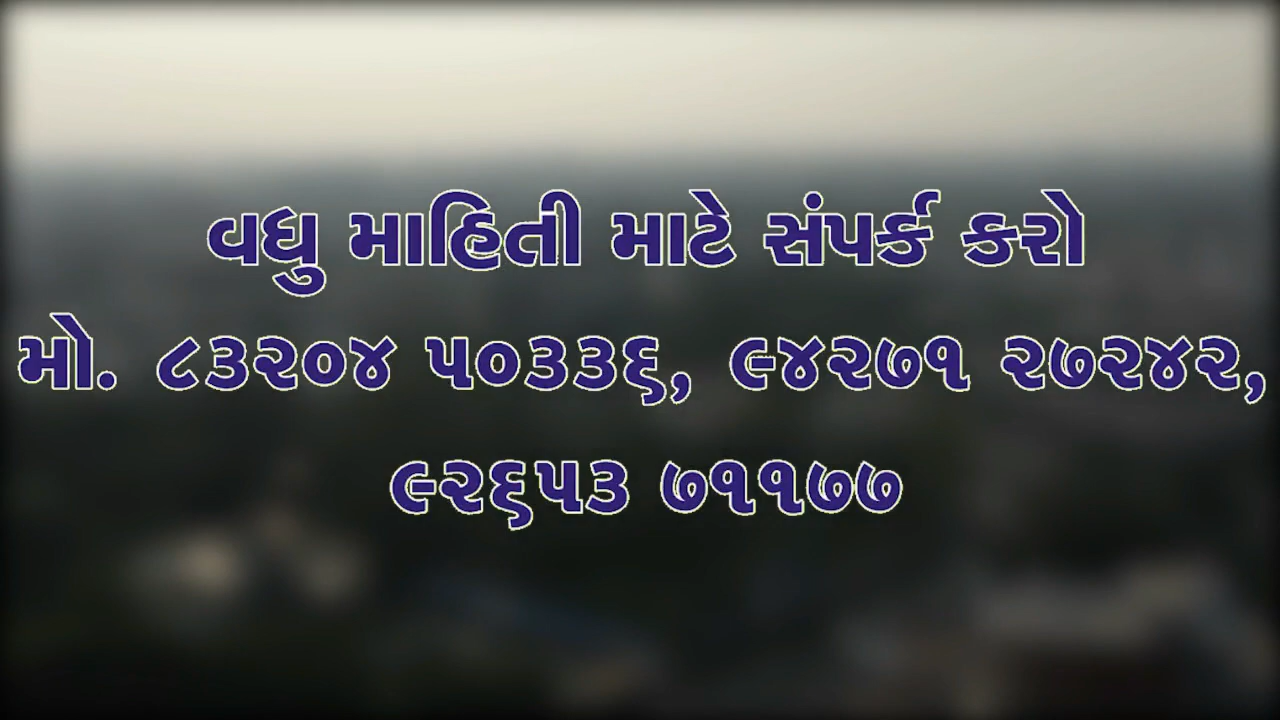 વધુ માહિતી માટે સંપર્ક કરો
મો. ૮૩૨૦૪ ૫૦૩૩૬, ૯૪૨૭૧ ૨૭૨૪૨,
૯૨૬૫૩ ૭૧૧૭૭